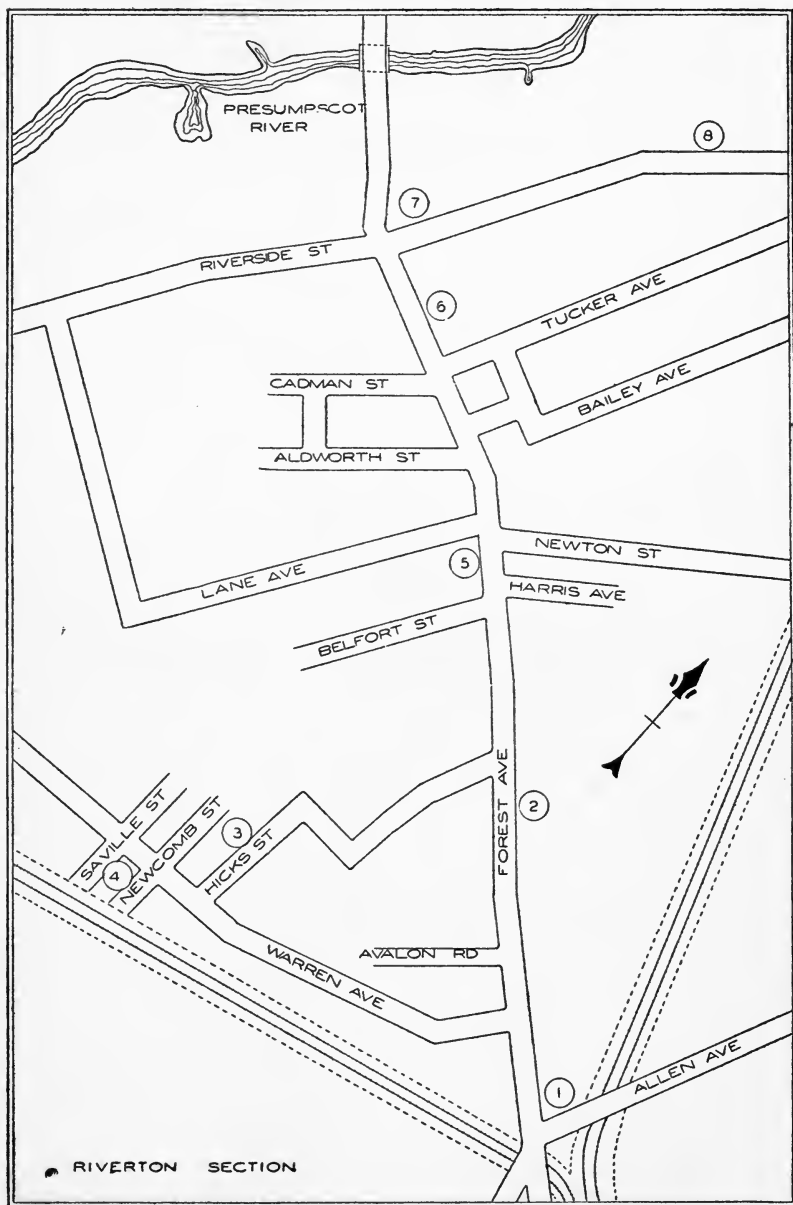 PRESUMPSCOT
RIVER
8
7
RIVERSIDE ST
6
TUCKER AVE
CADMAN ST
BAILEY AVE
ALDWORTH ST
NEWTON ST
5
LANE AVE
HARRIS AVE
BELFORT ST
FOREST AVE
2
SAVILLE ST
NEWCOMB ST
3
HICKS ST
4
AVALON RD
WARREN AVE
1
ALLEN AVE
RIVERTON SECTION